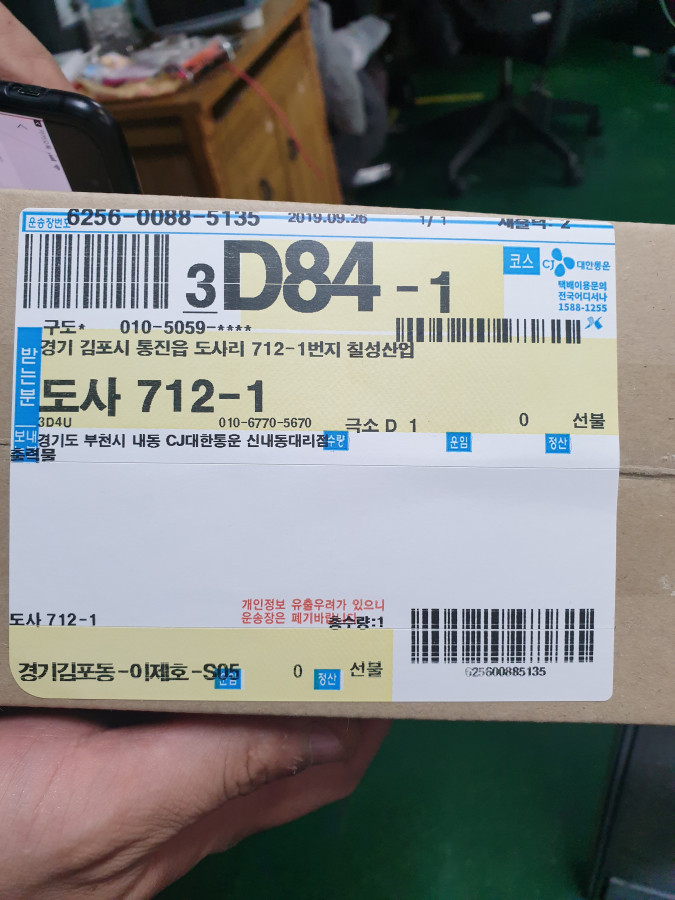 운송장번호 6256-0088-5135 2019.09.26 1/1
3 D84 -1
코스 CJ대한통운
택배이용문의
전국어디서나
1588-1255
구도* 010-5059-****
받는분
경기 김포시 통진읍 도사리 712-1번지 칠성산업
도사 712-1
3D4U 010-6770-5670 극소 D 1 0 선불
보내
경기도 부천시 내동 CJ대한통운 신내동대리점
수량 운임 정산
출력물
개인정보 유출우려가 있으니
운송장은 폐기바랍니다
도사 712-1 총수량:1
경기김포동-이제호-S05 0 선불
운임 정산
625600885135